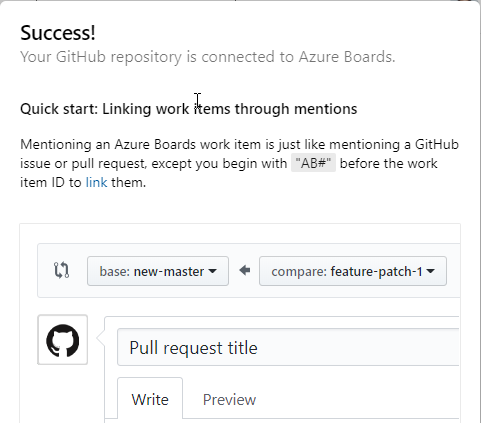 Success!
Your GitHub repository is connected to Azure Boards.
Quick start: Linking work items through mentions
Mentioning an Azure Boards work item is just like mentioning a GitHub
issue or pull request, except you begin with "AB#" before the work
item ID to link them.
base: new-master compare: feature-patch-1
Pull request title
Write Preview